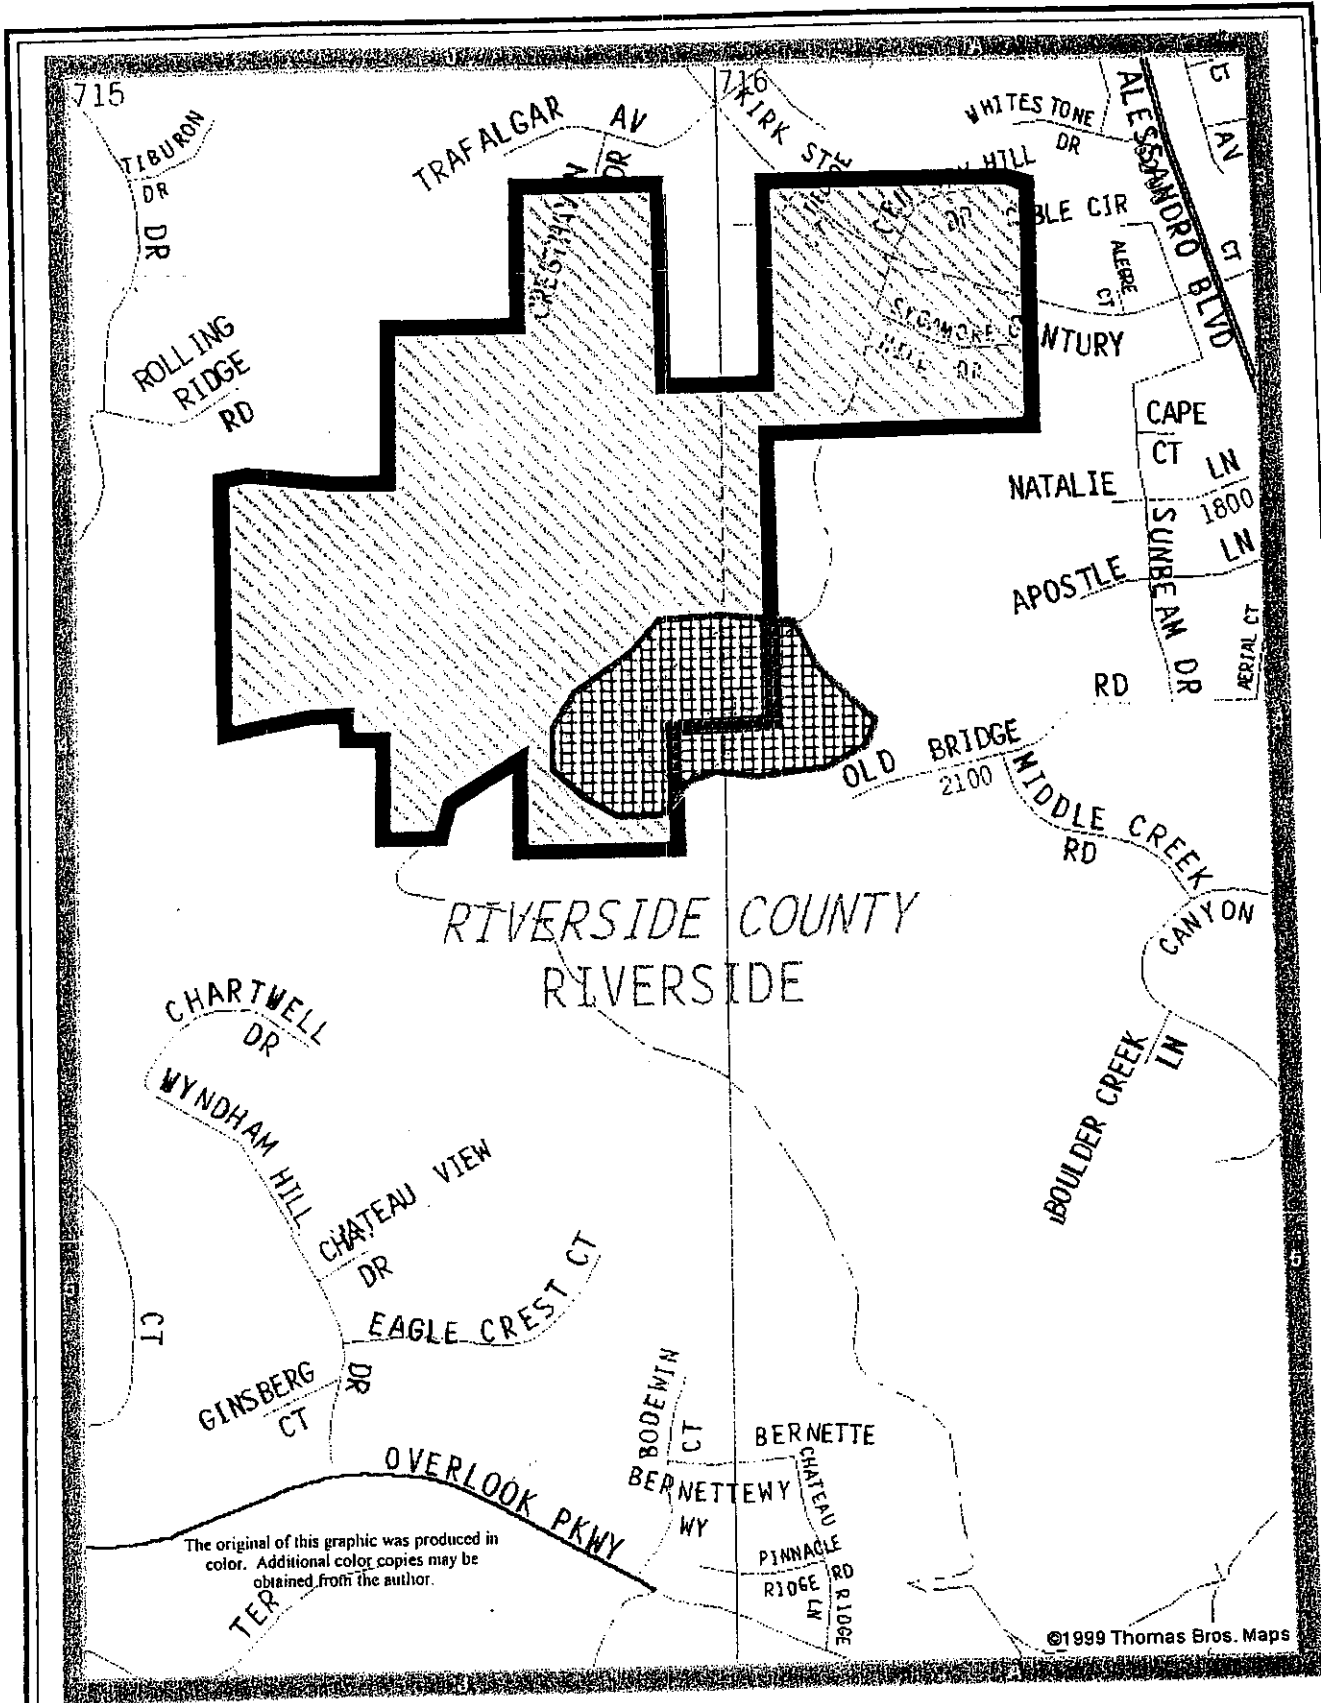 715
716
TIBURON
DR
DR
TRAFALGAR AV
DR
KIRK
WHITESTONE
DR
ALESSANDRO BLVD
CT
AV
CT
HILL
DR
BLE CIR
ALEGRE
CT
SYCAMORE
NTURY
HILL DR
ROLLING
RIDGE
RD
CAPE
CT
NATALIE LN
1800
SUNBEAM DR
APOSTLE LN
AERIAL CT
RD
OLD BRIDGE
2100
MIDDLE CREEK
RD
CANYON
RIVERSIDE COUNTY
RIVERSIDE
BOULDER CREEK
LN
CHARTWELL
DR
WYNDHAM HILL
CHATEAU VIEW
DR
EAGLE CREST CT
CT
DR
GINSBERG
CT
OVERLOOK PKWY
BODEWIN
CT
BERNETTE
BERNETTEWY
WY
CHATEAU
PINNACLE
RIDGE RD
LN
RIDGE
The original of this graphic was produced in
color. Additional color copies may be
obtained from the author.
TER
©1999 Thomas Bros. Maps